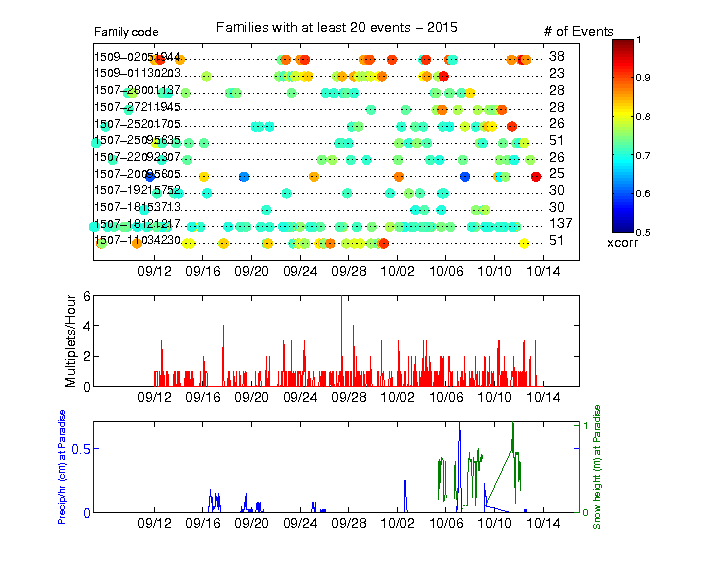 Families with at least 20 events – 2015
Family code
# of Events
1509–02051944 38
1509–01130203 23
1507–28001137 28
1507–27211945 28
1507–25201705 26
1507–25095635 51
1507–22092307 26
1507–20095605 25
1507–19215752 30
1507–18153713 30
1507–18121217 137
1507–11034230 51
09/12 09/16 09/20 09/24 09/28 10/02 10/06 10/10 10/14
1
0.9
0.8
0.7
0.6
0.5
xcorr
Multiplets/Hour
6
4
2
0
09/12 09/16 09/20 09/24 09/28 10/02 10/06 10/10 10/14
Precip/hr (cm) at Paradise
0.5
0
Snow height (m) at Paradise
1
0
09/12 09/16 09/20 09/24 09/28 10/02 10/06 10/10 10/14